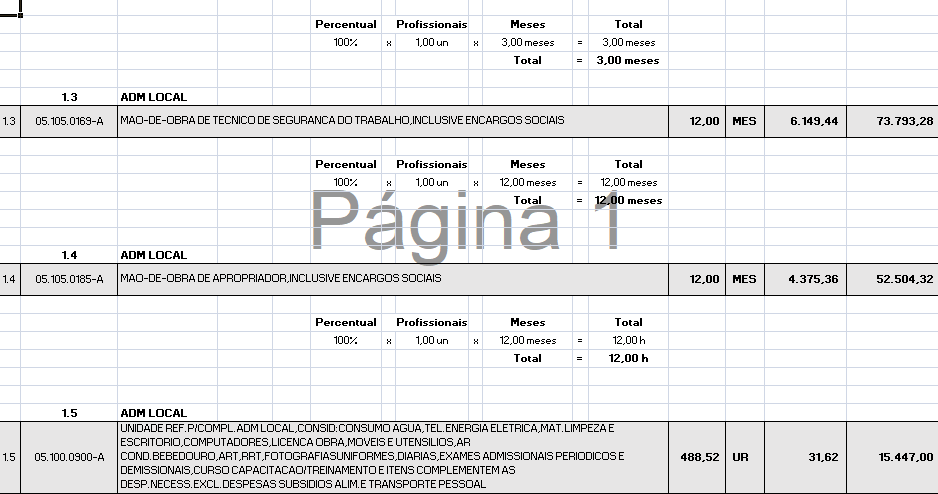 Percentual Profissionais Meses Total
100% x 1,00 un x 3,00 meses = 3,00 meses
Total = 3,00 meses
1.3 ADM LOCAL
1.3 05.105.0169-A MAO-DE-OBRA DE TECNICO DE SEGURANCA DO TRABALHO,INCLUSIVE ENCARGOS SOCIAIS 12,00 MES 6.149,44 73.793,28
Percentual Profissionais Meses Total
100% x 1,00 un x 12,00 meses = 12,00 meses
Total = 12,00 meses
Página 1
1.4 ADM LOCAL
1.4 05.105.0185-A MAO-DE-OBRA DE APROPRIADOR,INCLUSIVE ENCARGOS SOCIAIS 12,00 MES 4.375,36 52.504,32
Percentual Profissionais Meses Total
100% x 1,00 un x 12,00 meses = 12,00 h
Total = 12,00 h
1.5 ADM LOCAL
UNIDADE REF.P/COMPL.ADM LOCAL,CONSID:CONSUMO AGUA,TEL.ENERGIA ELETRICA,MAT.LIMPEZA E
ESCRITORIO,COMPUTADORES,LICENCA OBRA,MOVEIS E UTENSILIOS,AR
1.5 05.100.0900-A COND.BEBEDOURO,ART,RRT,FOTOGRAFIASUNIFORMES,DIARIAS,EXAMES ADMISSIONAIS PERIODICOS E 488,52 UR 31,62 15.447,00
DEMISSIONAIS,CURSO CAPACITACAO/TREINAMENTO E ITENS COMPLEMENTEM AS
DESP.NECESS.EXCL.DESPESAS SUBSIDIOS ALIM.E TRANSPORTE PESSOAL